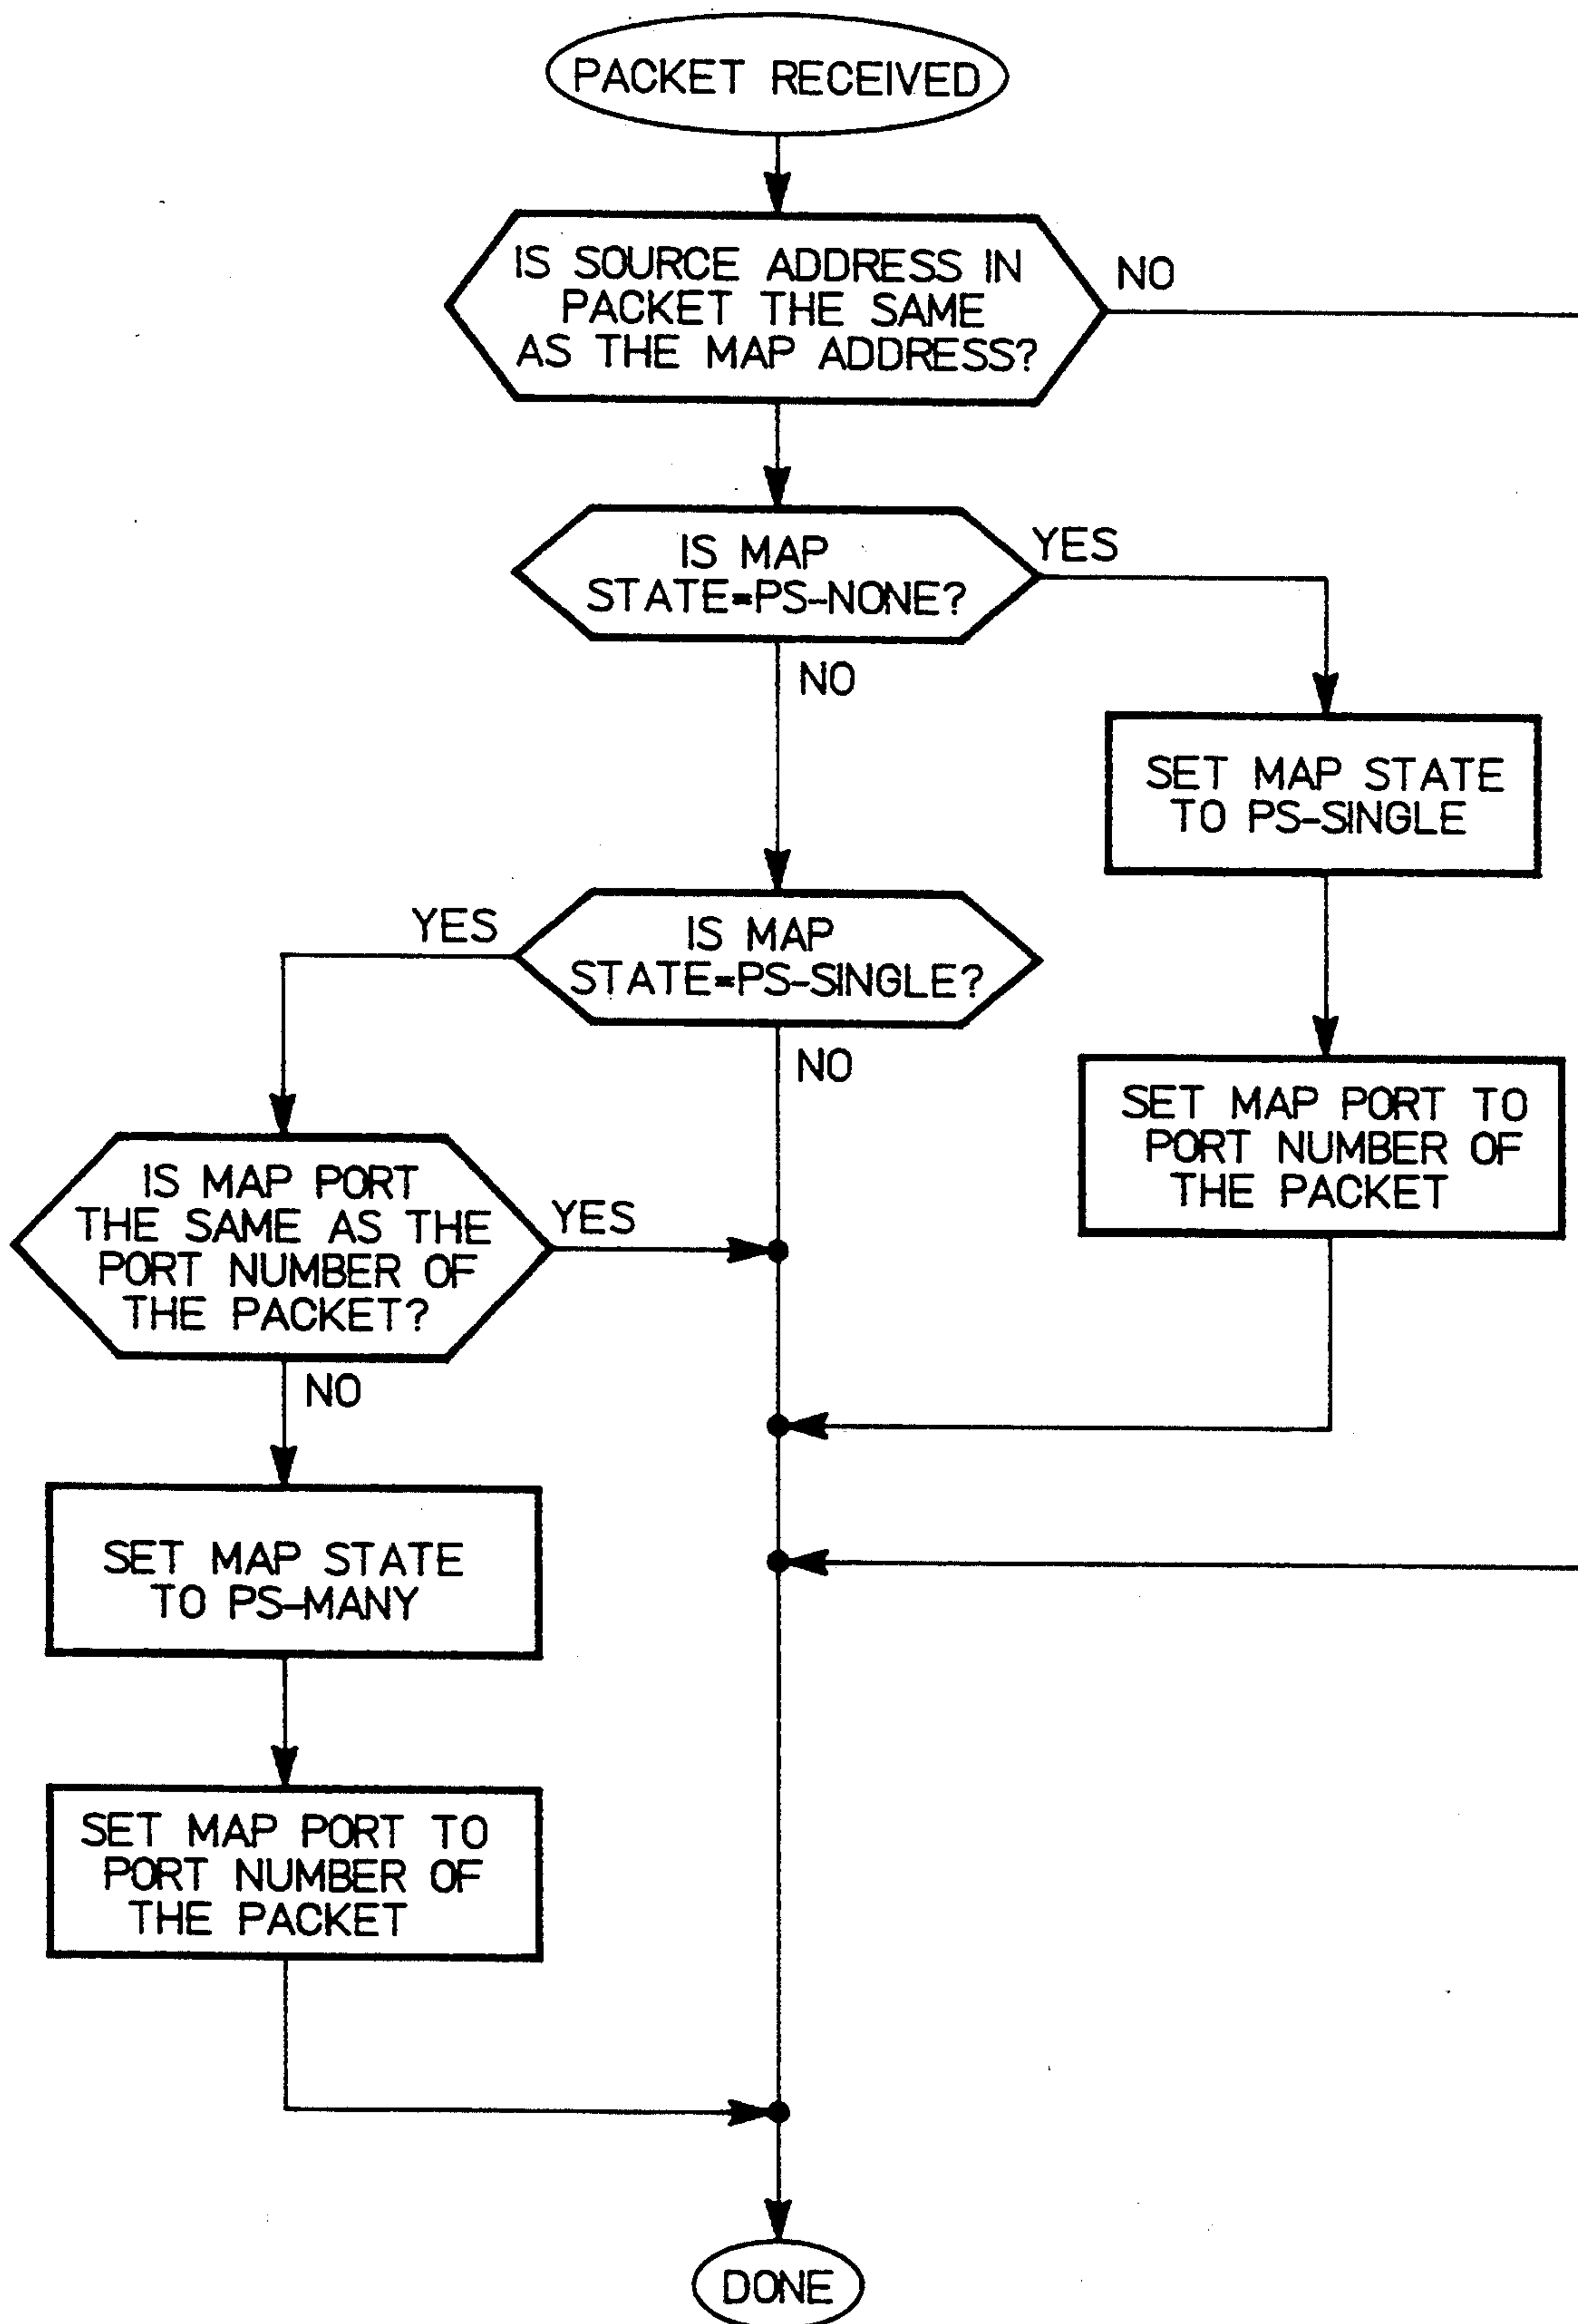 PACKET RECEIVED
IS SOURCE ADDRESS IN
PACKET THE SAME
AS THE MAP ADDRESS?
NO
IS MAP
STATE=PS-NONE?
YES
NO
SET MAP STATE
TO PS-SINGLE
IS MAP
STATE=PS-SINGLE?
YES
NO
SET MAP PORT TO
PORT NUMBER OF
THE PACKET
IS MAP PORT
THE SAME AS THE
PORT NUMBER OF
THE PACKET?
YES
NO
SET MAP STATE
TO PS-MANY
SET MAP PORT TO
PORT NUMBER OF
THE PACKET
DONE